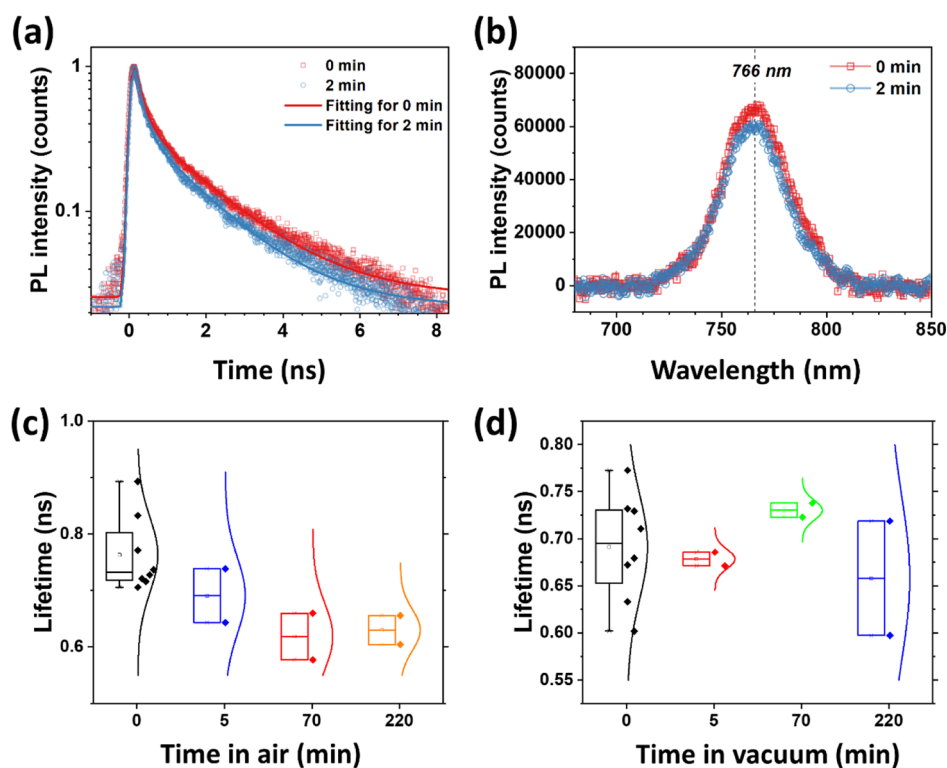 (a)
PL intensity (counts)
1
0.1
0 min
2 min
Fitting for 0 min
Fitting for 2 min
0 2 4 6 8
Time (ns)
(b)
PL intensity (counts)
80000
60000
40000
20000
0
766 nm
0 min
2 min
700 750 800 850
Wavelength (nm)
(c)
Lifetime (ns)
1.0
0.8
0.6
0 5 70 220
Time in air (min)
(d)
Lifetime (ns)
0.80
0.75
0.70
0.65
0.60
0.55
0 5 70 220
Time in vacuum (min)